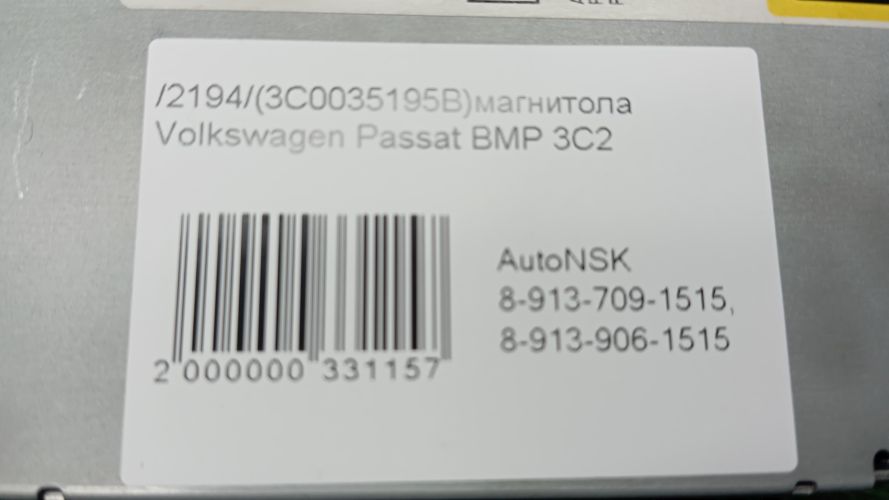 /2194/(3C0035195B)магнитола
Volkswagen Passat BMP 3C2
AutoNSK
8-913-709-1515,
8-913-906-1515
2 000000 331157